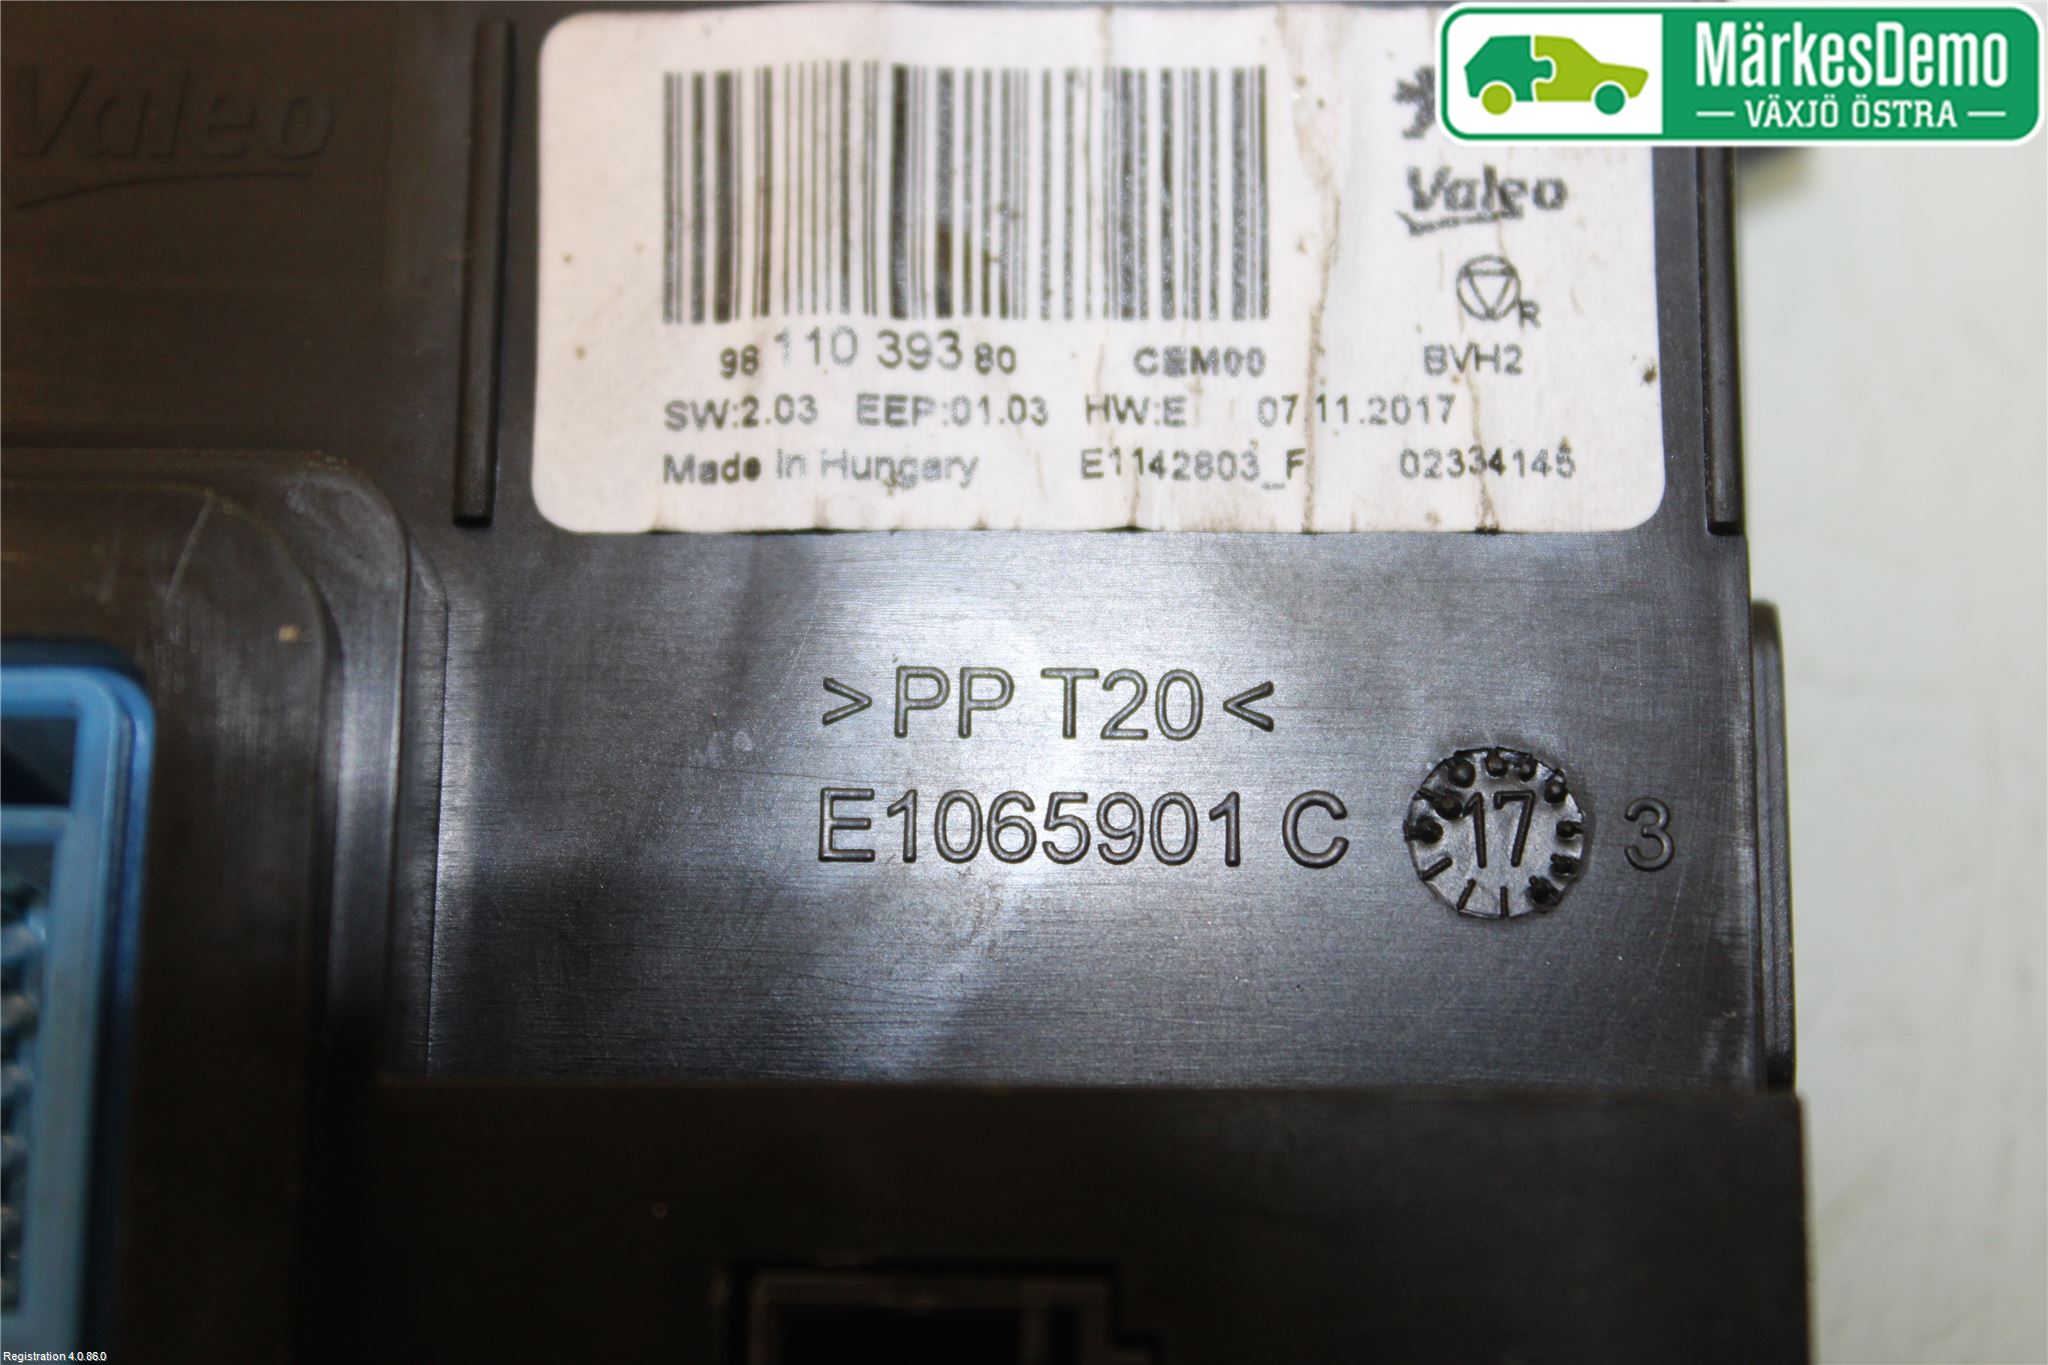 Valeo
MärkesDemo
VÄXJÖ ÖSTRA
Valeo
R
98 110 393 80 CEM00 BVH2
SW:2.03 EEP:01.03 HW:E 07.11.2017
Made in Hungary E1142803_F 02334145
>PP T20<
E1065901 C 17 3
Registration 4.0.86.0